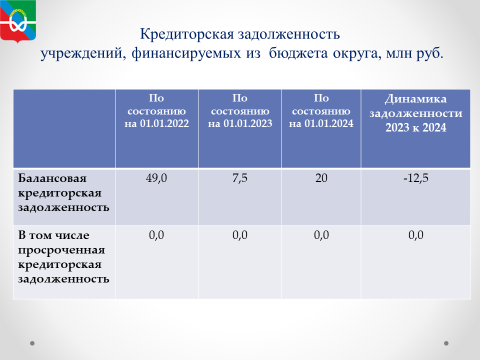 Кредиторская задолженность
учреждений, финансируемых из бюджета округа, млн руб.
По
состоянию
на 01.01.2022
По
состоянию
на 01.01.2023
По
состоянию
на 01.01.2024
Динамика
задолженности
2023 к 2024
Балансовая
кредиторская
задолженность
49,0
7,5
20
-12,5
В том числе
просроченная
кредиторская
задолженность
0,0
0,0
0,0
0,0